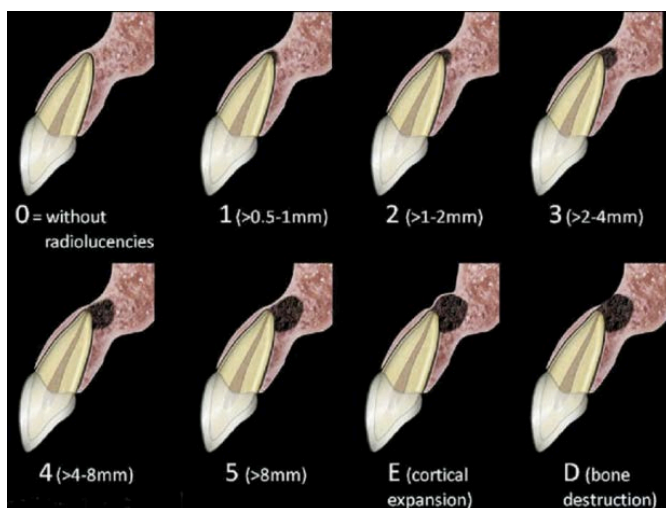 0 = without
radiolucencies
1 (>0.5-1mm)
2 (>1-2mm)
3 (>2-4mm)
4 (>4-8mm)
5 (>8mm)
E (cortical
expansion)
D (bone
destruction)